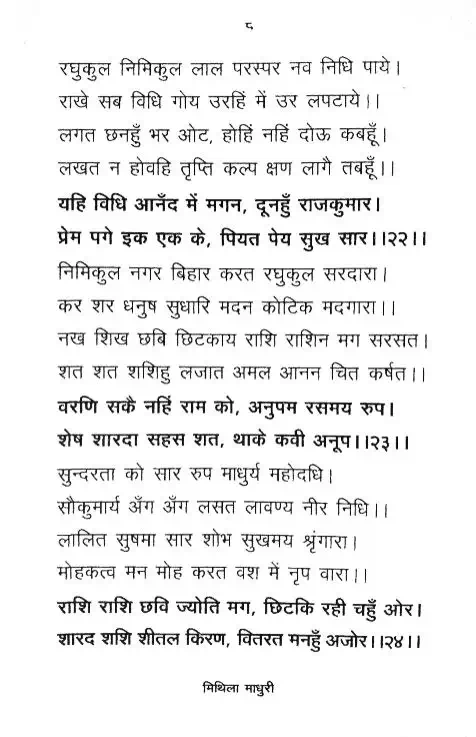 ८
रघुकुल निमिकुल लाल परस्पर नव निधि पाये।
राखे सब विधि गोय उरहिं में उर लपटाये।।
लगत छनहुँ भर ओट, होहिं नहिं दोऊ कबहूँ।
लखत न होवहि तृप्ति कल्प क्षण लागै तबहूँ।।
यहि विधि आनँद में मगन, दूनहुँ राजकुमार।
प्रेम पगे इक एक के, पियत पेय सुख सार।।२२।।
निमिकुल नगर बिहार करत रघुकुल सरदारा।
कर शर धनुष सुधारि मदन कोटिक मदगारा।।
नख शिख छबि छिटकाय राशि राशिन मग सरसत।
शत शत शशिहु लजात अमल आनन चित कर्षत।।
वरणि सकै नहिं राम को, अनुपम रसमय रुप।
शेष शारदा सहस शत, थाके कवी अनूप।।२३।।
सुन्दरता को सार रुप माधुर्य महोदधि।
सौकुमार्य अँग अँग लसत लावण्य नीर निधि।।
लालित सुषमा सार शोभ सुखमय श्रृंगारा।
मोहकत्व मन मोह करत वश में नृप वारा।।
राशि राशि छवि ज्योति मग, छिटकि रही चहुँ ओर।
शारद शशि शीतल किरण, वितरत मनहुँ अजोर।।२४।।
मिथिला माधुरी